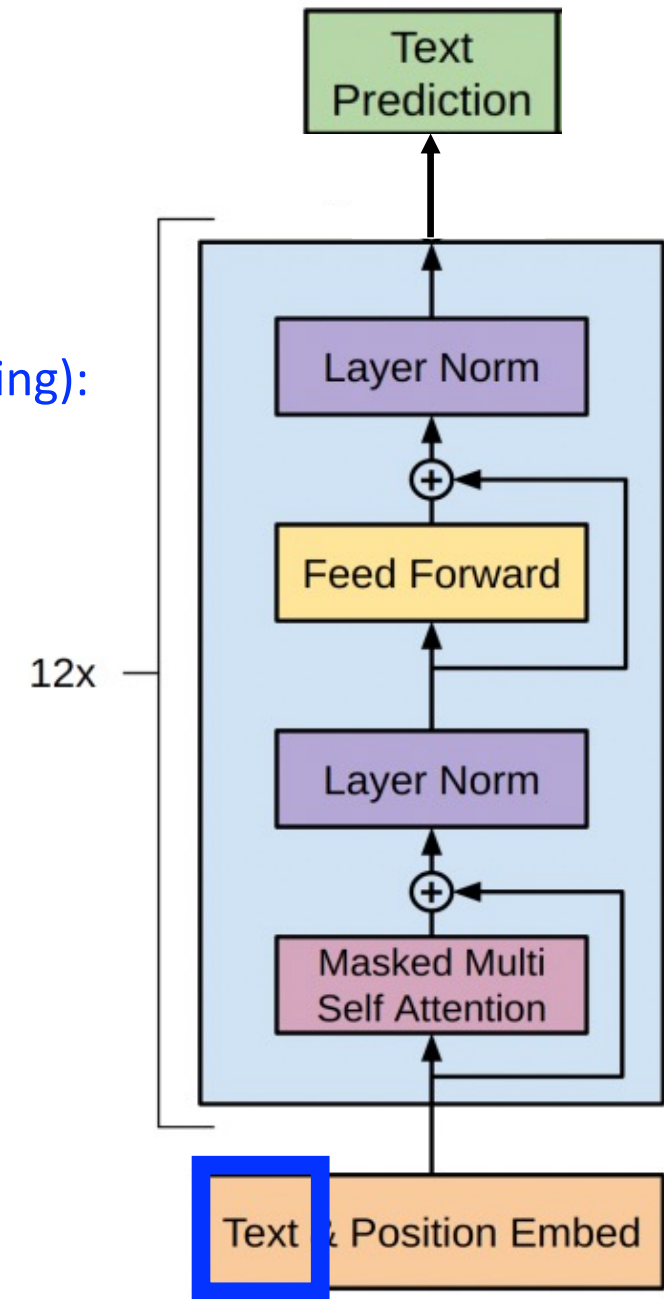 Text
Prediction
Layer Norm
ing):
+
Feed Forward
12x
Layer Norm
+
Masked Multi
Self Attention
Text & Position Embed